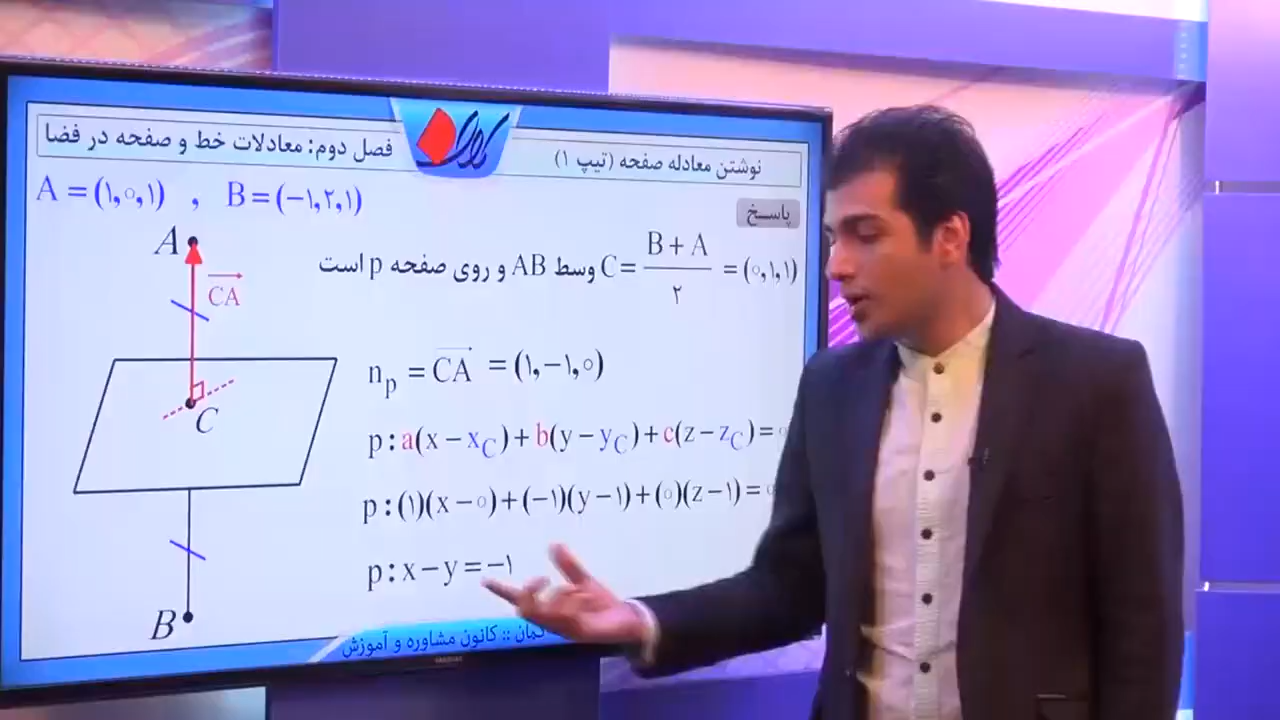 فصل دوم: معادلات خط و صفحه در فضا
نوشتن معادله صفحه (تیپ ۱)
A = (۱,۰,۱) , B = (−۱,۲,۱)
پاسخ
C = (B + A)/۲ = (۰,۱,۱) وسط AB و روی صفحه p است
A
CA
C
B
n_p = CA = (۱,−۱,۰)
p : a(x − x_C) + b(y − y_C) + c(z − z_C) = ۰
p : (۱)(x − ۰) + (−۱)(y − ۱) + (۰)(z − ۱) = ۰
p : x − y = −۱
کمان :: کانون مشاوره و آموزش